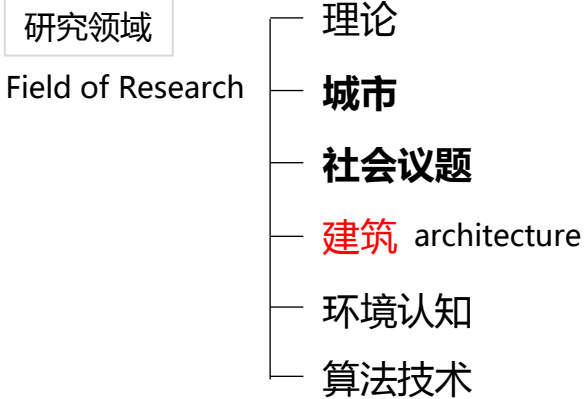 研究领域
Field of Research
理论
城市
社会议题
建筑 architecture
环境认知
算法技术